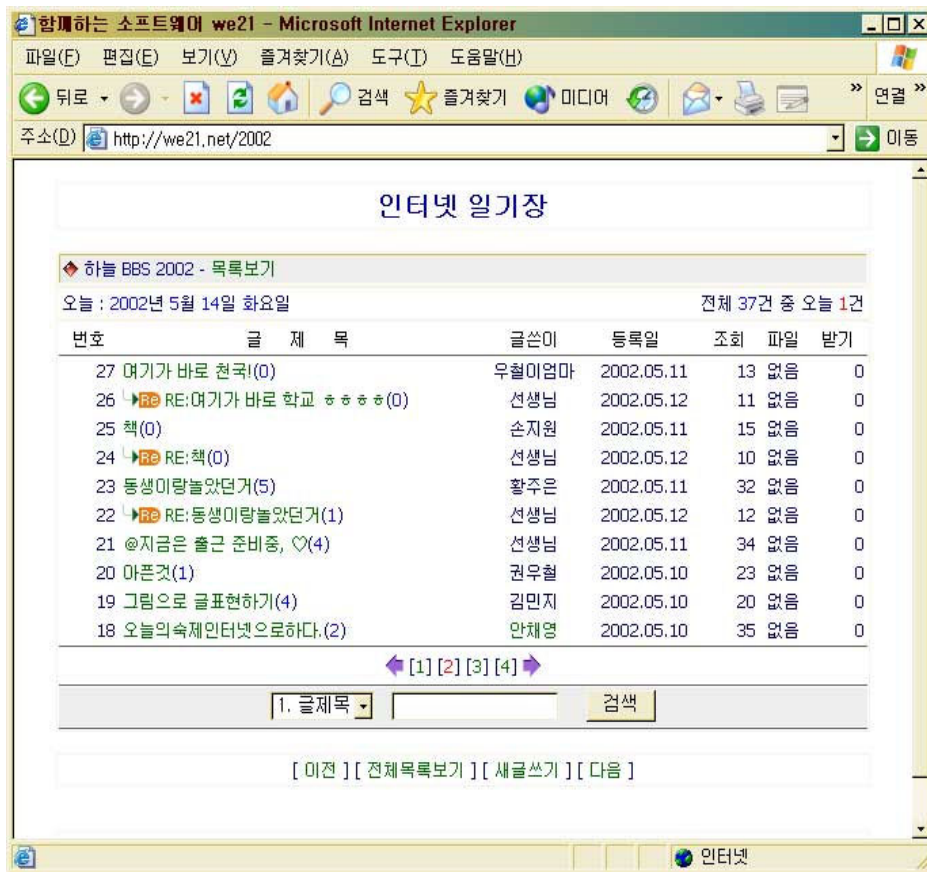 함께하는 소프트웨어 we21 - Microsoft Internet Explorer
파일(F) 편집(E) 보기(V) 즐겨찾기(A) 도구(T) 도움말(H)
뒤로 검색 즐겨찾기 미디어 » 연결 »
주소(D) http://we21.net/2002 이동
인터넷 일기장
하늘 BBS 2002 - 목록보기
오늘 : 2002년 5월 14일 화요일 전체 37건 중 오늘 1건
번호 글 제 목 글쓴이 등록일 조회 파일 받기
27 여기가 바로 천국!(0) 우철이엄마 2002.05.11 13 없음 0
26 Re RE:여기가 바로 학교 ㅎㅎㅎㅎ(0) 선생님 2002.05.12 11 없음 0
25 책(0) 손지원 2002.05.11 15 없음 0
24 Re RE:책(0) 선생님 2002.05.12 10 없음 0
23 동생이랑놀았던거(5) 황주은 2002.05.11 32 없음 0
22 Re RE:동생이랑놀았던거(1) 선생님 2002.05.12 12 없음 0
21 @지금은 출근 준비중, ♡(4) 선생님 2002.05.11 34 없음 0
20 아픈것(1) 권우철 2002.05.10 23 없음 0
19 그림으로 글표현하기(4) 김민지 2002.05.10 20 없음 0
18 오늘의숙제인터넷으로하다.(2) 안채영 2002.05.10 35 없음 0
[1] [2] [3] [4]
1. 글제목 검색
[ 이전 ] [ 전체목록보기 ] [ 새글쓰기 ] [ 다음 ]
인터넷